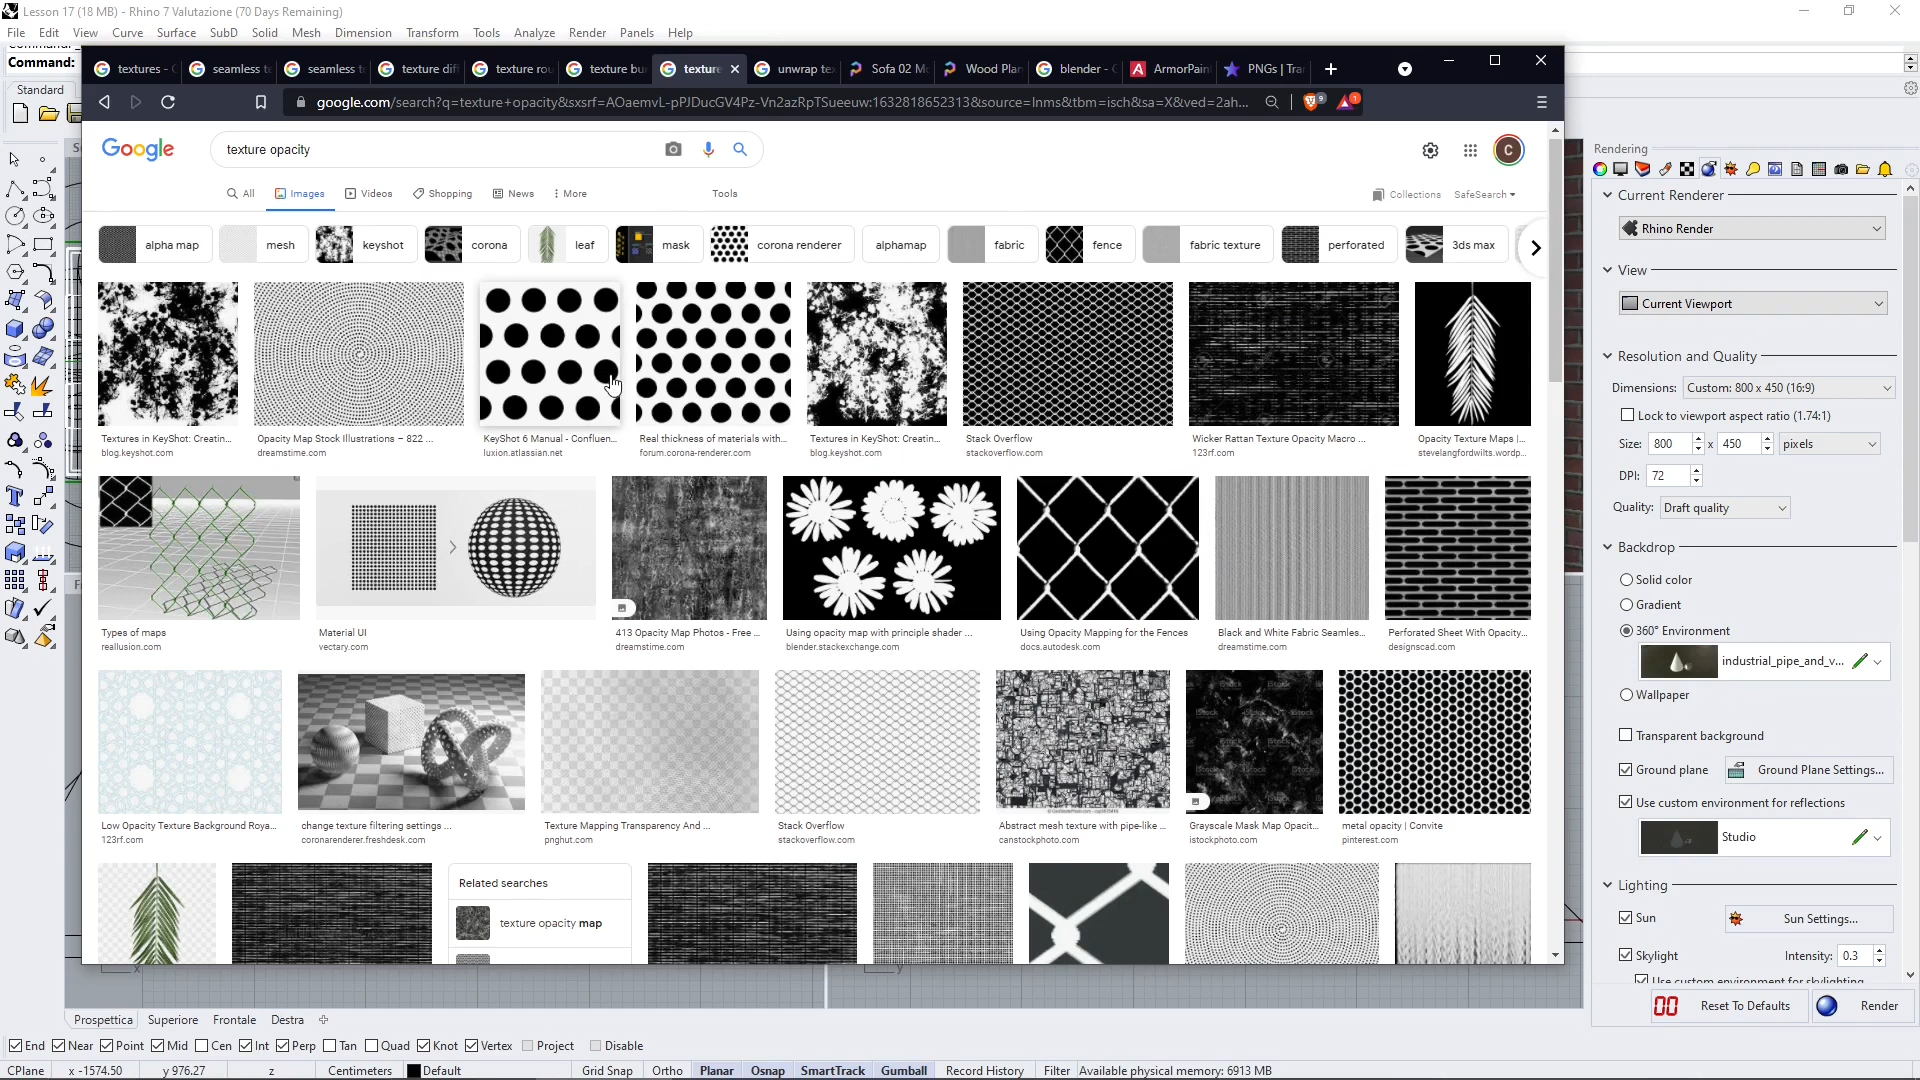 Lesson 17 (18 MB) - Rhino 7 Valutazione (70 Days Remaining)
File Edit View Curve Surface SubD Solid Mesh Dimension Transform Tools Analyze Render Panels Help
Command:
Standard
textures - seamless te seamless te texture diff texture rou texture bu texture unwrap te Sofa 02 M Wood Plan blender - ArmorPain PNGs | Tra
google.com/search?q=texture+opacity&sxsrf=AOaemvL-pPJDucGV4Pz-Vn2azRpTSueeuw:1632818652313&source=lnms&tbm=isch&sa=X&ved=2ah...
9
1
Google
texture opacity
C
All Images Videos Shopping News More Tools
Collections SafeSearch
alpha map mesh keyshot corona leaf mask corona renderer alphamap fabric fence fabric texture perforated 3ds max
Textures in KeyShot: Creatin...
blog.keyshot.com
Opacity Map Stock Illustrations – 822 ...
dreamstime.com
KeyShot 6 Manual - Confluen...
luxion.atlassian.net
Real thickness of materials with...
forum.corona-renderer.com
Textures in KeyShot: Creatin...
blog.keyshot.com
Stack Overflow
stackoverflow.com
Wicker Rattan Texture Opacity Macro ...
123rf.com
Opacity Texture Maps |...
stevelangfordwilts.wordp...
Types of maps
reallusion.com
Material UI
vectary.com
413 Opacity Map Photos - Free ...
dreamstime.com
Using opacity map with principle shader ...
blender.stackexchange.com
Using Opacity Mapping for the Fences
docs.autodesk.com
Black and White Fabric Seamless...
dreamstime.com
Perforated Sheet With Opacity...
designscad.com
Low Opacity Texture Background Roya...
123rf.com
change texture filtering settings ...
coronarenderer.freshdesk.com
Texture Mapping Transparency And ...
pnghut.com
Stack Overflow
stackoverflow.com
Abstract mesh texture with pipe-like ...
canstockphoto.com
iStock
Grayscale Mask Map Opacit...
istockphoto.com
metal opacity | Convite
pinterest.com
Related searches
texture opacity map
Rendering
Current Renderer
Rhino Render
View
Current Viewport
Resolution and Quality
Dimensions: Custom: 800 x 450 (16:9)
Lock to viewport aspect ratio (1.74:1)
Size: 800 x 450 pixels
DPI: 72
Quality: Draft quality
Backdrop
Solid color
Gradient
360° Environment
industrial_pipe_and_v...
Wallpaper
Transparent background
Ground plane Ground Plane Settings...
Use custom environment for reflections
Studio
Lighting
Sun Sun Settings...
Skylight Intensity: 0.3
Use custom environment for skylighting
Reset To Defaults Render
x
y
Prospettica Superiore Frontale Destra
End Near Point Mid Cen Int Perp Tan Quad Knot Vertex Project Disable
CPlane x -1574.50 y 976.27 z Centimeters Default Grid Snap Ortho Planar Osnap SmartTrack Gumball Record History Filter Available physical memory: 6913 MB